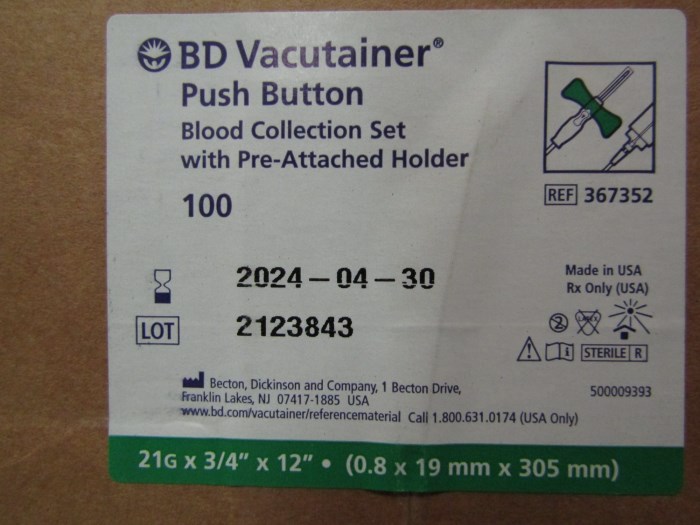 BD Vacutainer®
Push Button
Blood Collection Set
with Pre-Attached Holder
100
REF 367352
2024-04-30
LOT 2123843
Made in USA
Rx Only (USA)
2 LATEX
STERILE R
Becton, Dickinson and Company, 1 Becton Drive,
Franklin Lakes, NJ 07417-1885 USA
www.bd.com/vacutainer/referencematerial Call 1.800.631.0174 (USA Only)
500009393
21G x 3/4” x 12” • (0.8 x 19 mm x 305 mm)